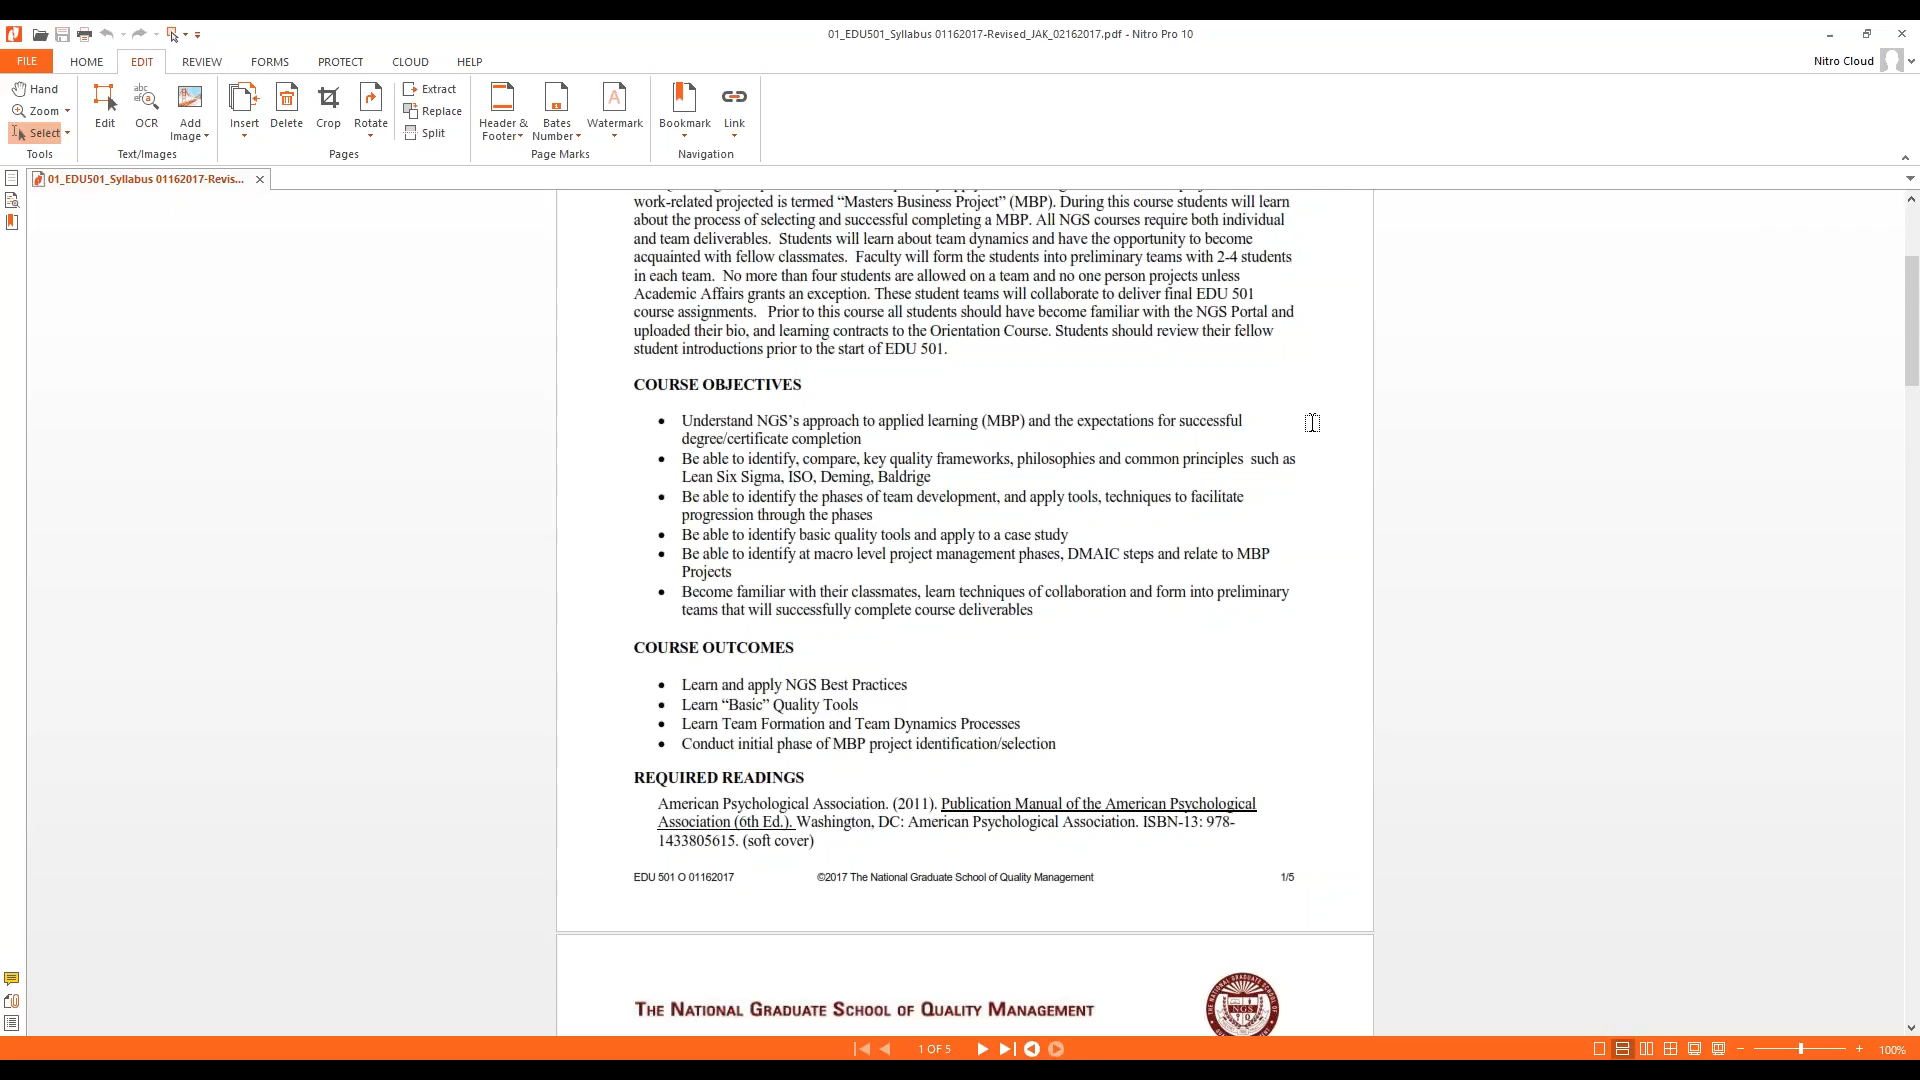 01_EDU501_Syllabus 01162017-Revised_JAK_02162017.pdf - Nitro Pro 10
FILE HOME EDIT REVIEW FORMS PROTECT CLOUD HELP Nitro Cloud
Hand
Zoom
Select
Tools
Edit OCR Add Image
Text/Images
Insert Delete Crop Rotate
Extract
Replace
Split
Pages
Header & Footer Bates Number Watermark
Page Marks
Bookmark Link
Navigation
01_EDU501_Syllabus 01162017-Revis...
work-related projected is termed “Masters Business Project” (MBP). During this course students will learn
about the process of selecting and successful completing a MBP. All NGS courses require both individual
and team deliverables. Students will learn about team dynamics and have the opportunity to become
acquainted with fellow classmates. Faculty will form the students into preliminary teams with 2-4 students
in each team. No more than four students are allowed on a team and no one person projects unless
Academic Affairs grants an exception. These student teams will collaborate to deliver final EDU 501
course assignments. Prior to this course all students should have become familiar with the NGS Portal and
uploaded their bio, and learning contracts to the Orientation Course. Students should review their fellow
student introductions prior to the start of EDU 501.
COURSE OBJECTIVES
• Understand NGS’s approach to applied learning (MBP) and the expectations for successful
degree/certificate completion
• Be able to identify, compare, key quality frameworks, philosophies and common principles such as
Lean Six Sigma, ISO, Deming, Baldrige
• Be able to identify the phases of team development, and apply tools, techniques to facilitate
progression through the phases
• Be able to identify basic quality tools and apply to a case study
• Be able to identify at macro level project management phases, DMAIC steps and relate to MBP
Projects
• Become familiar with their classmates, learn techniques of collaboration and form into preliminary
teams that will successfully complete course deliverables
COURSE OUTCOMES
• Learn and apply NGS Best Practices
• Learn “Basic” Quality Tools
• Learn Team Formation and Team Dynamics Processes
• Conduct initial phase of MBP project identification/selection
REQUIRED READINGS
American Psychological Association. (2011). Publication Manual of the American Psychological
Association (6th Ed.). Washington, DC: American Psychological Association. ISBN-13: 978-
1433805615. (soft cover)
EDU 501 O 01162017 ©2017 The National Graduate School of Quality Management 1/5
THE NATIONAL GRADUATE SCHOOL OF QUALITY MANAGEMENT
NGS
1 OF 5
100%